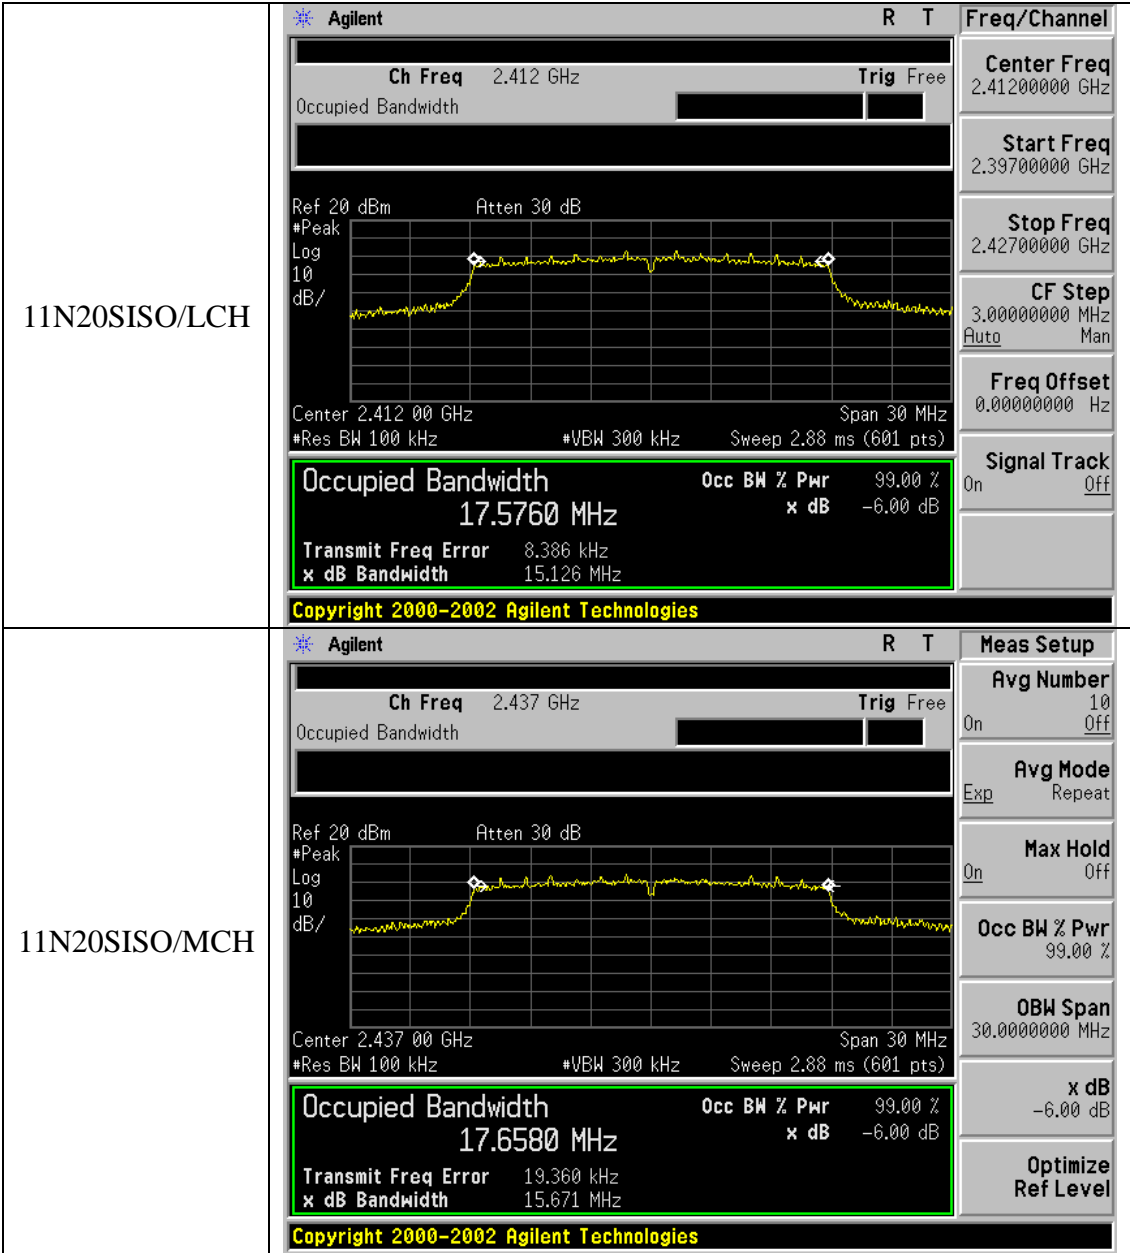 11N20SISO/LCH
Agilent R T
Ch Freq 2.412 GHz Trig Free
Occupied Bandwidth
Ref 20 dBm Atten 30 dB
#Peak
Log
10
dB/
Center 2.412 00 GHz Span 30 MHz
#Res BW 100 kHz #VBW 300 kHz Sweep 2.88 ms (601 pts)
Occupied Bandwidth Occ BW % Pwr 99.00 %
17.5760 MHz x dB -6.00 dB
Transmit Freq Error 8.386 kHz
x dB Bandwidth 15.126 MHz
Copyright 2000-2002 Agilent Technologies
Freq/Channel
Center Freq
2.41200000 GHz
Start Freq
2.39700000 GHz
Stop Freq
2.42700000 GHz
CF Step
3.00000000 MHz
Auto Man
Freq Offset
0.00000000 Hz
Signal Track
On Off
11N20SISO/MCH
Agilent R T
Ch Freq 2.437 GHz Trig Free
Occupied Bandwidth
Ref 20 dBm Atten 30 dB
#Peak
Log
10
dB/
Center 2.437 00 GHz Span 30 MHz
#Res BW 100 kHz #VBW 300 kHz Sweep 2.88 ms (601 pts)
Occupied Bandwidth Occ BW % Pwr 99.00 %
17.6580 MHz x dB -6.00 dB
Transmit Freq Error 19.360 kHz
x dB Bandwidth 15.671 MHz
Copyright 2000-2002 Agilent Technologies
Meas Setup
Avg Number
10
On Off
Avg Mode
Exp Repeat
Max Hold
On Off
Occ BW % Pwr
99.00 %
OBW Span
30.0000000 MHz
x dB
-6.00 dB
Optimize
Ref Level